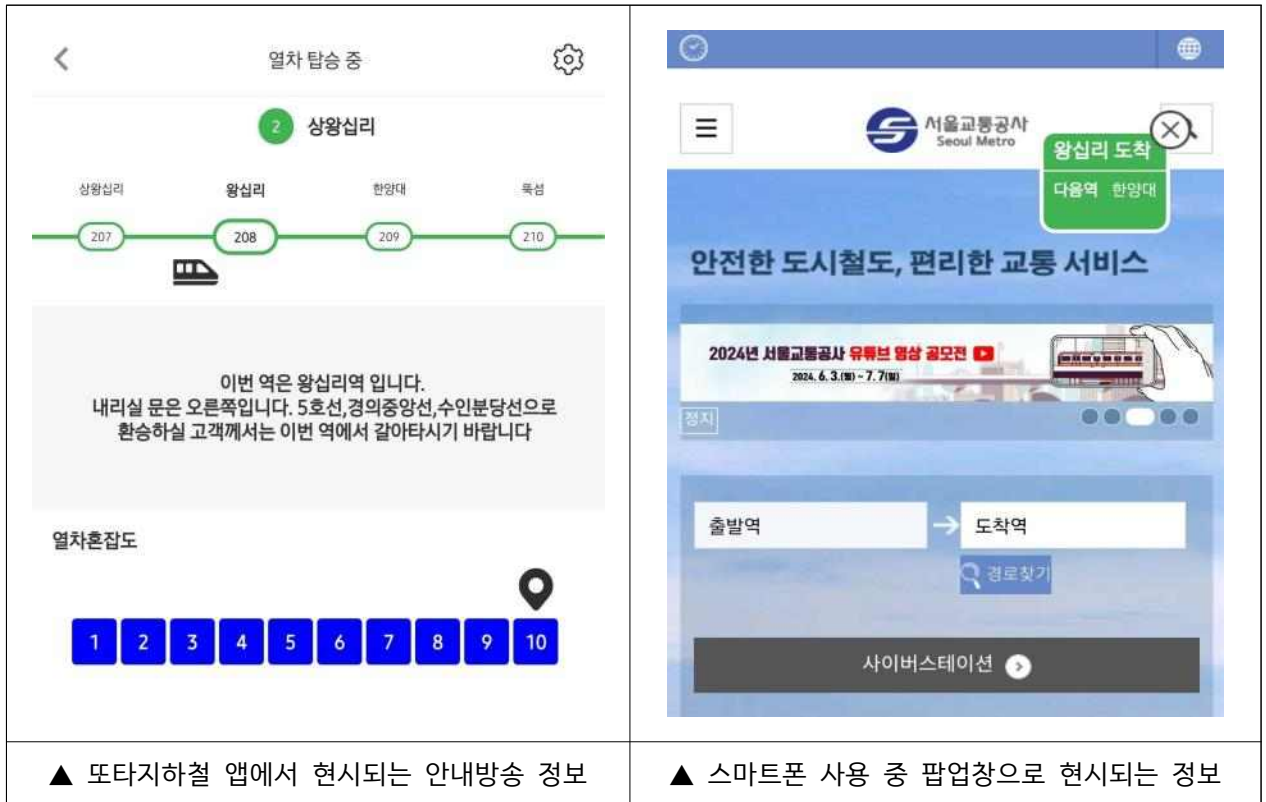 열차 탑승 중
2 상왕십리
상왕십리 왕십리 한양대 뚝섬
207 208 209 210
이번 역은 왕십리역 입니다.
내리실 문은 오른쪽입니다. 5호선,경의중앙선,수인분당선으로
환승하실 고객께서는 이번 역에서 갈아타시기 바랍니다
열차혼잡도
1 2 3 4 5 6 7 8 9 10
▲ 또타지하철 앱에서 현시되는 안내방송 정보
서울교통공사
Seoul Metro
왕십리 도착
다음역 한양대
안전한 도시철도, 편리한 교통 서비스
2024년 서울교통공사 유튜브 영상 공모전
2024. 6. 3.(월) ~ 7. 7(일)
정지
출발역 → 도착역
경로찾기
사이버스테이션
▲ 스마트폰 사용 중 팝업창으로 현시되는 정보